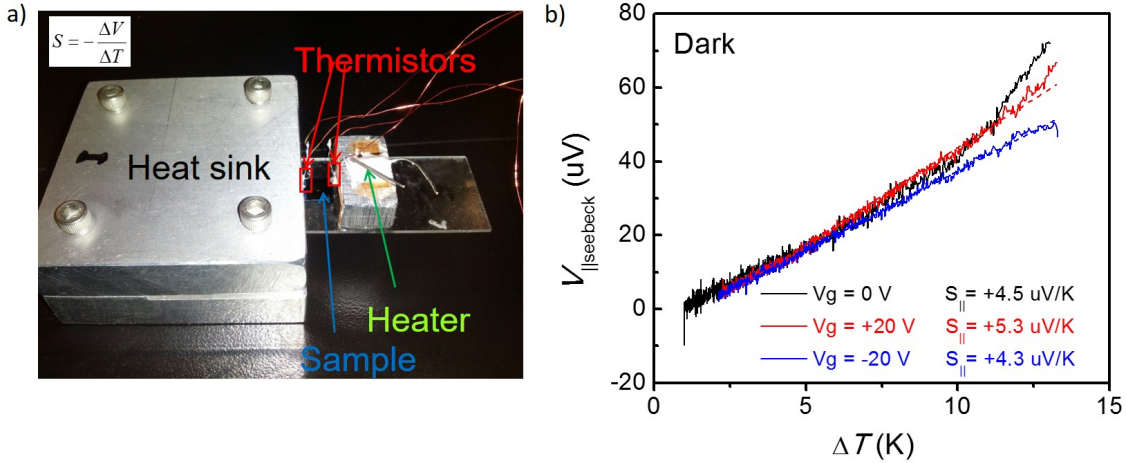 a)
S = - ΔV / ΔT
Thermistors
Heat sink
Heater
Sample
b)
80
60
40
20
0
-20
V||seebeck (uV)
Dark
Vg = 0 V S|| = +4.5 uV/K
Vg = +20 V S|| = +5.3 uV/K
Vg = -20 V S|| = +4.3 uV/K
0 5 10 15
ΔT (K)